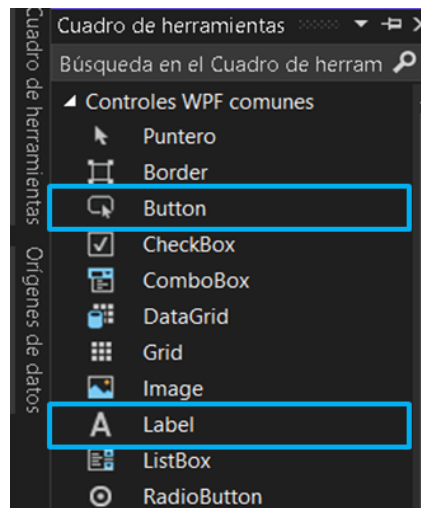 Cuadro de herramientas
Búsqueda en el Cuadro de herram
Controles WPF comunes
Puntero
Border
Button
CheckBox
ComboBox
DataGrid
Grid
Image
Label
ListBox
RadioButton
Cuadro de herramientas
Orígenes de datos